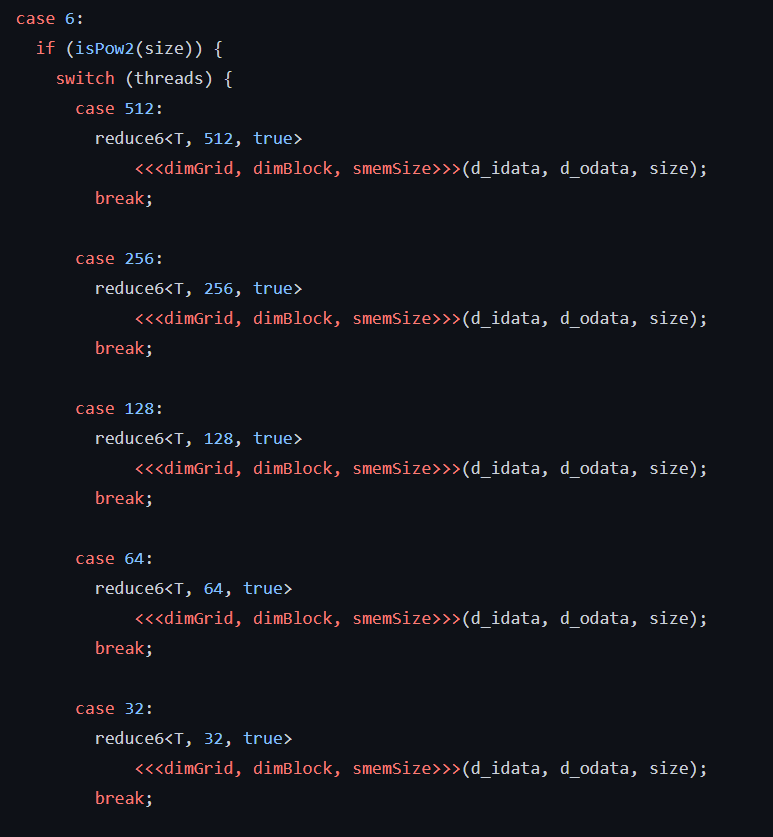 case 6:
if (isPow2(size)) {
switch (threads) {
case 512:
reduce6<T, 512, true>
<<<dimGrid, dimBlock, smemSize>>>(d_idata, d_odata, size);
break;
case 256:
reduce6<T, 256, true>
<<<dimGrid, dimBlock, smemSize>>>(d_idata, d_odata, size);
break;
case 128:
reduce6<T, 128, true>
<<<dimGrid, dimBlock, smemSize>>>(d_idata, d_odata, size);
break;
case 64:
reduce6<T, 64, true>
<<<dimGrid, dimBlock, smemSize>>>(d_idata, d_odata, size);
break;
case 32:
reduce6<T, 32, true>
<<<dimGrid, dimBlock, smemSize>>>(d_idata, d_odata, size);
break;